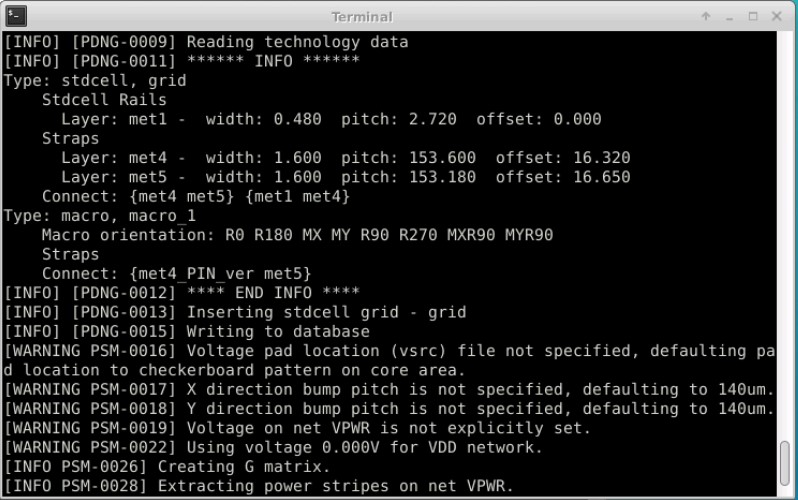 Terminal
[INFO] [PDNG-0009] Reading technology data
[INFO] [PDNG-0011] ****** INFO ******
Type: stdcell, grid
    Stdcell Rails
      Layer: met1 -  width: 0.480  pitch: 2.720  offset: 0.000
    Straps
      Layer: met4 -  width: 1.600  pitch: 153.600  offset: 16.320
      Layer: met5 -  width: 1.600  pitch: 153.180  offset: 16.650
    Connect: {met4 met5} {met1 met4}
Type: macro, macro_1
    Macro orientation: R0 R180 MX MY R90 R270 MXR90 MYR90
    Straps
    Connect: {met4_PIN_ver met5}
[INFO] [PDNG-0012] **** END INFO ****
[INFO] [PDNG-0013] Inserting stdcell grid - grid
[INFO] [PDNG-0015] Writing to database
[WARNING PSM-0016] Voltage pad location (vsrc) file not specified, defaulting pa
d location to checkerboard pattern on core area.
[WARNING PSM-0017] X direction bump pitch is not specified, defaulting to 140um.
[WARNING PSM-0018] Y direction bump pitch is not specified, defaulting to 140um.
[WARNING PSM-0019] Voltage on net VPWR is not explicitly set.
[WARNING PSM-0022] Using voltage 0.000V for VDD network.
[INFO PSM-0026] Creating G matrix.
[INFO PSM-0028] Extracting power stripes on net VPWR.